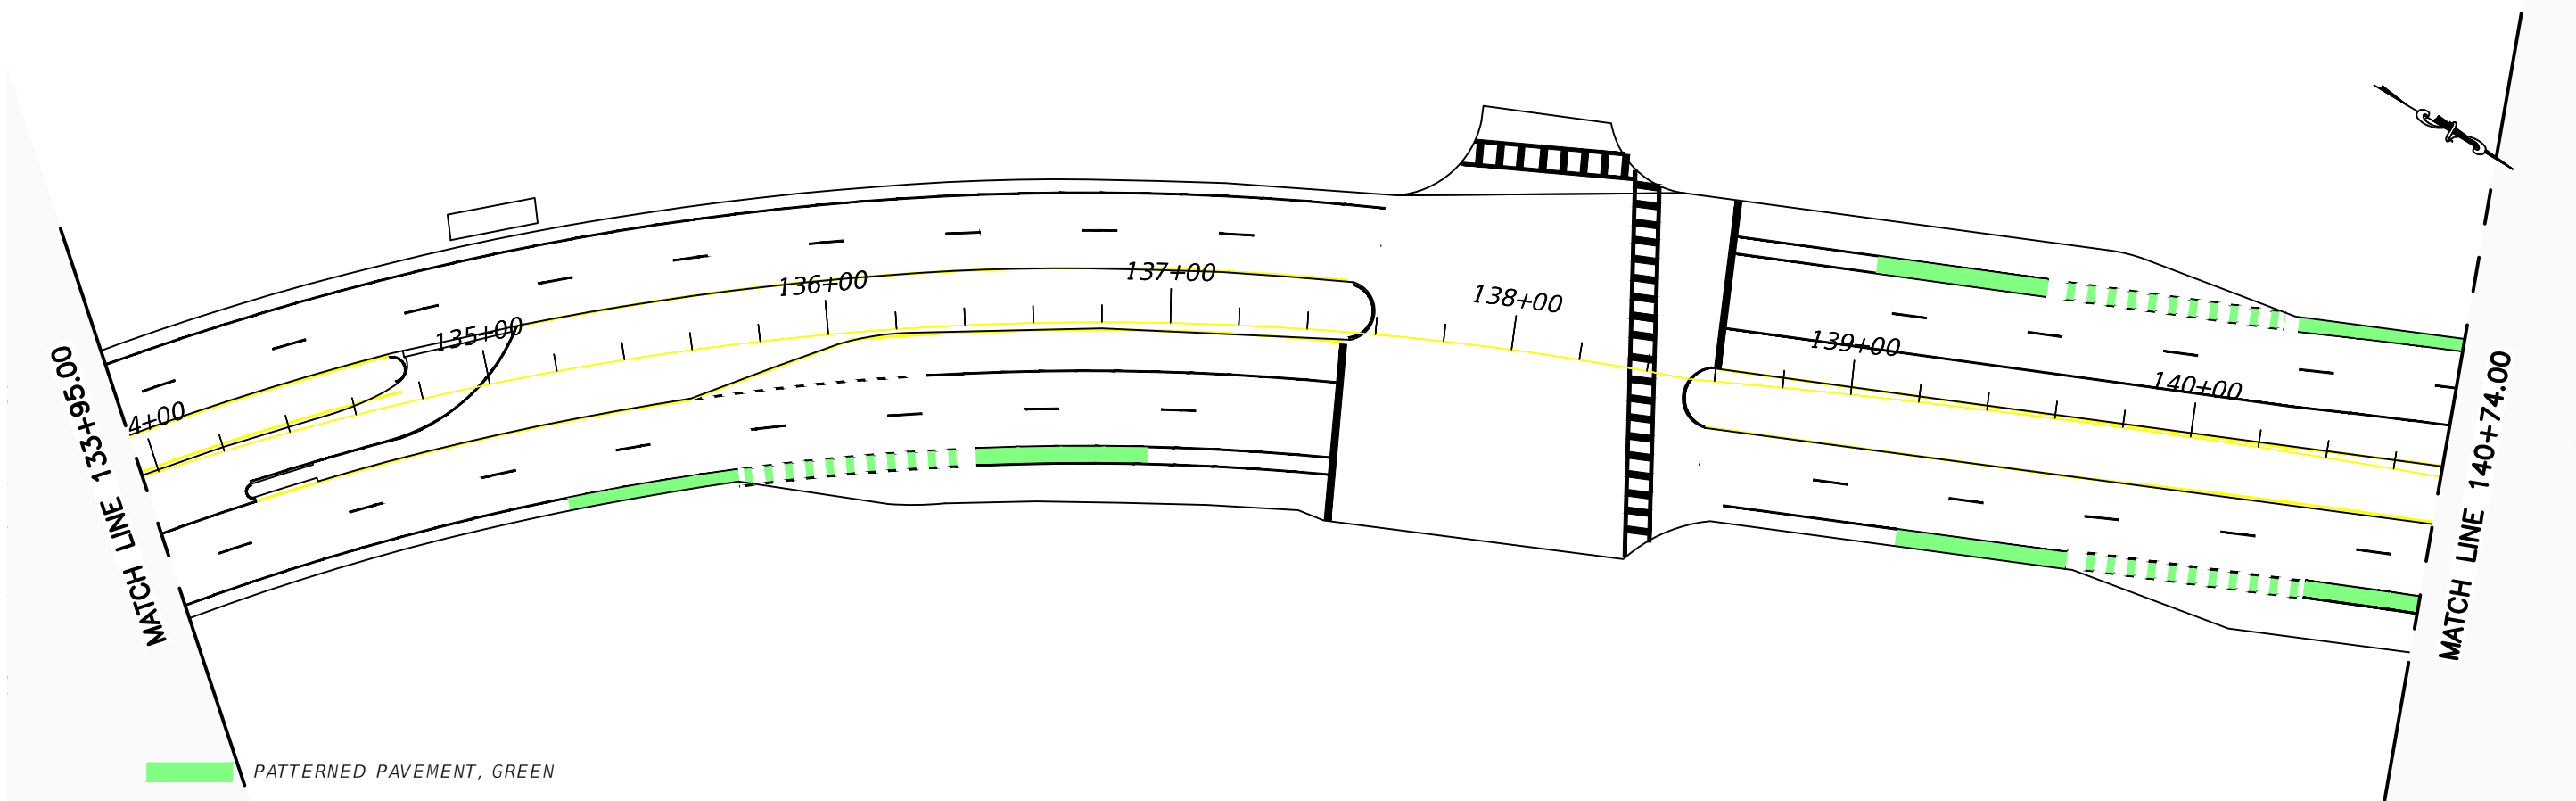 MATCH LINE 133+95.00
4+00
135+00
136+00
137+00
138+00
139+00
140+00
MATCH LINE 140+74.00
PATTERNED PAVEMENT, GREEN